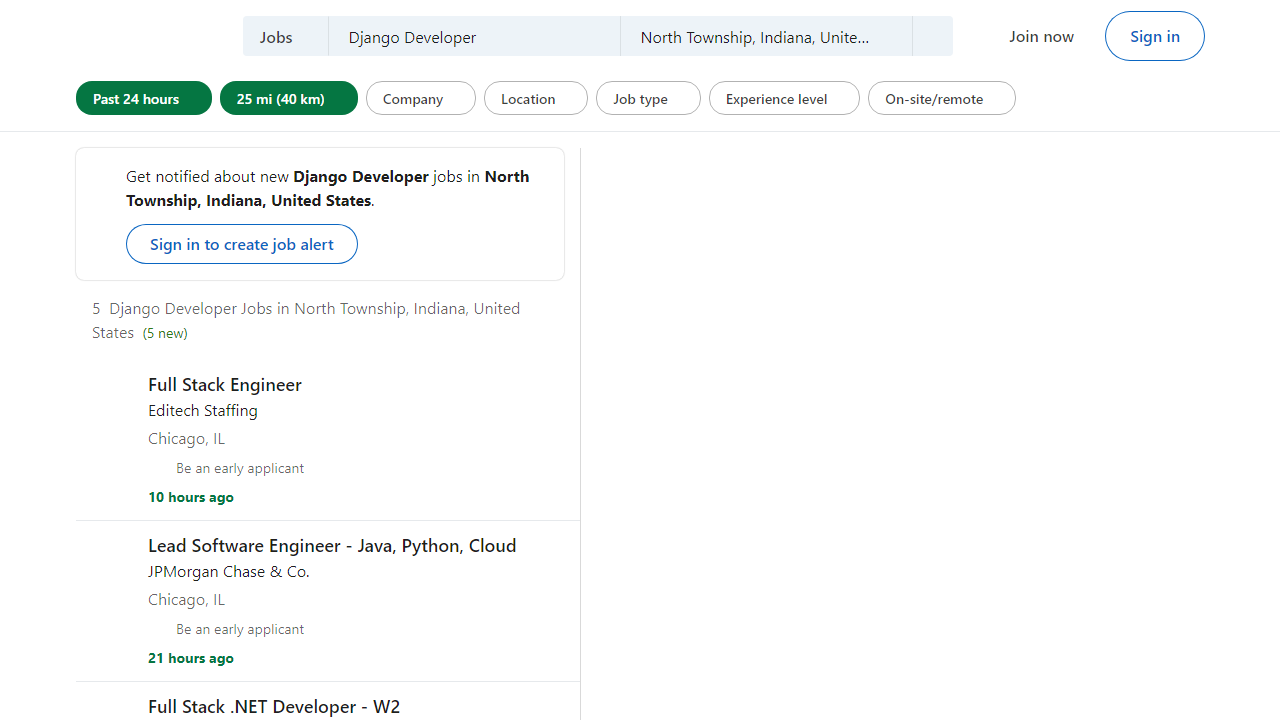 Jobs
Django Developer
North Township, Indiana, Unite...
Join now
Sign in
Past 24 hours
25 mi (40 km)
Company
Location
Job type
Experience level
On-site/remote
Get notified about new Django Developer jobs in North
Township, Indiana, United States.
Sign in to create job alert
5 Django Developer Jobs in North Township, Indiana, United
States (5 new)
Full Stack Engineer
Editech Staffing
Chicago, IL
Be an early applicant
10 hours ago
Lead Software Engineer - Java, Python, Cloud
JPMorgan Chase & Co.
Chicago, IL
Be an early applicant
21 hours ago
Full Stack .NET Developer - W2